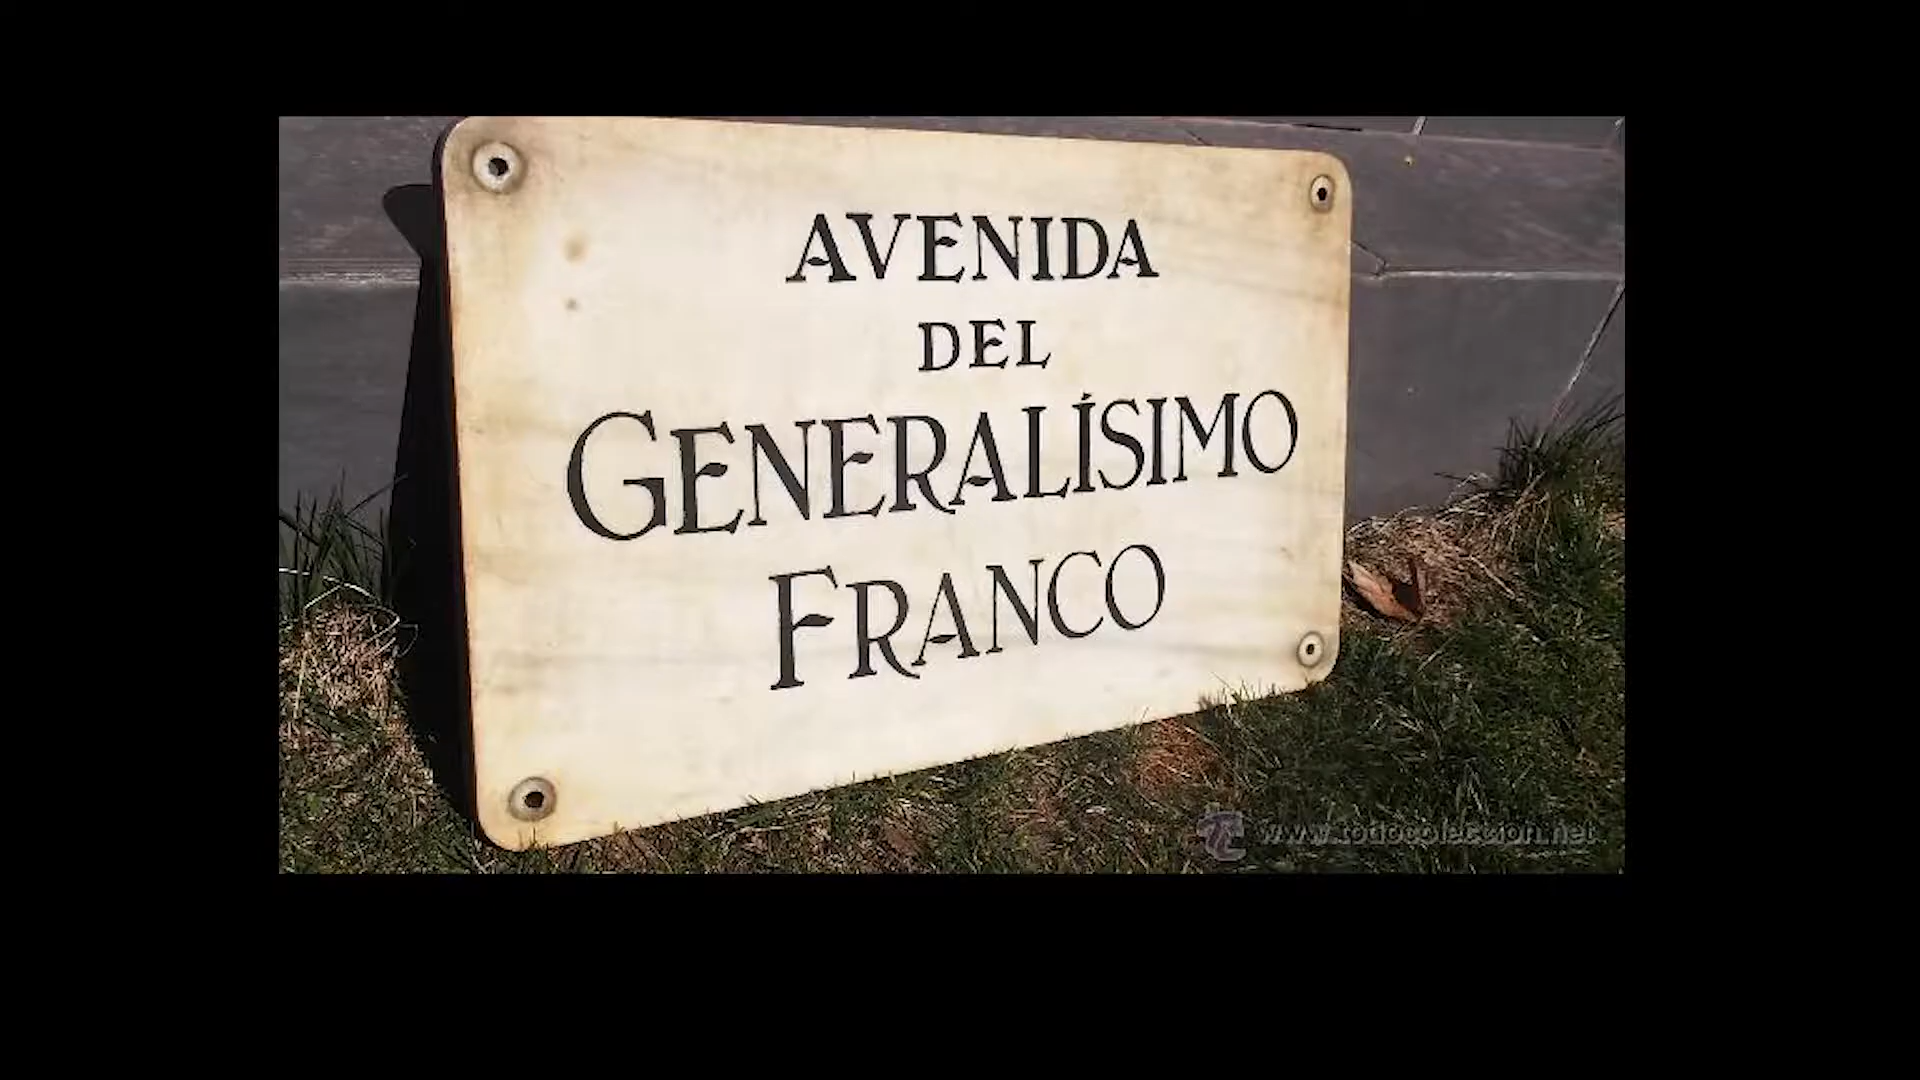 AVENIDA
DEL
GENERALÍSIMO
FRANCO
www.todocoleccion.net